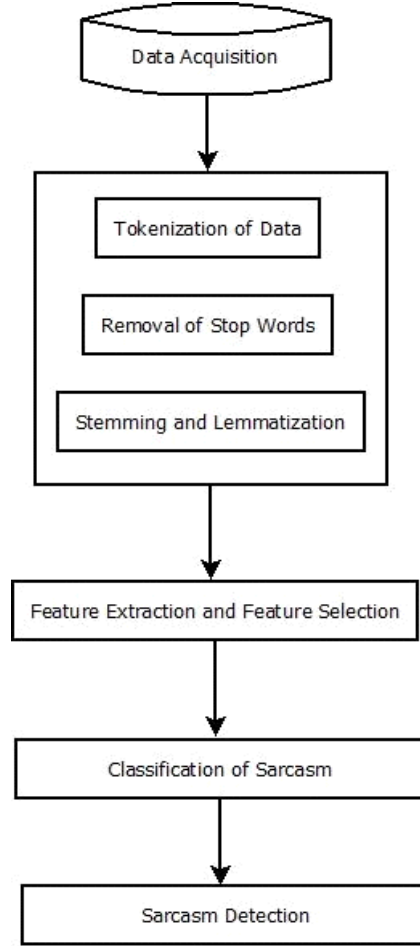 Data Acquisition
Tokenization of Data
Removal of Stop Words
Stemming and Lemmatization
Feature Extraction and Feature Selection
Classification of Sarcasm
Sarcasm Detection